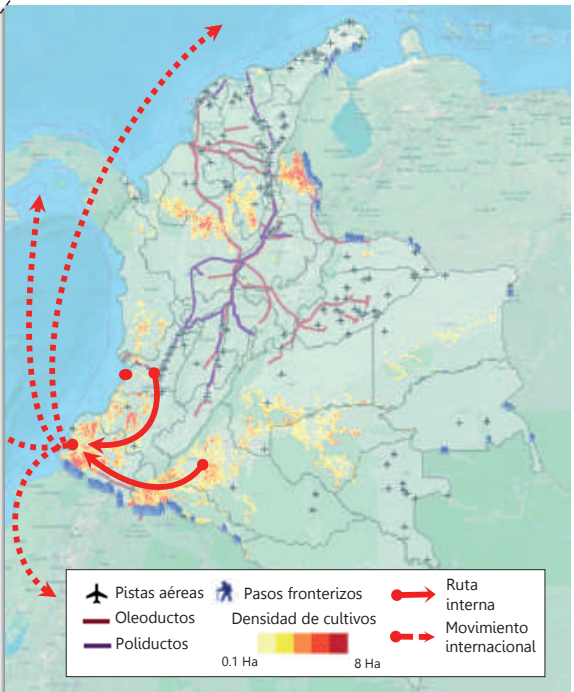 Pistas aéreas
Pasos fronterizos
Ruta
interna
Oleoductos
Densidad de cultivos
Poliductos
Movimiento
internacional
0.1 Ha
8 Ha